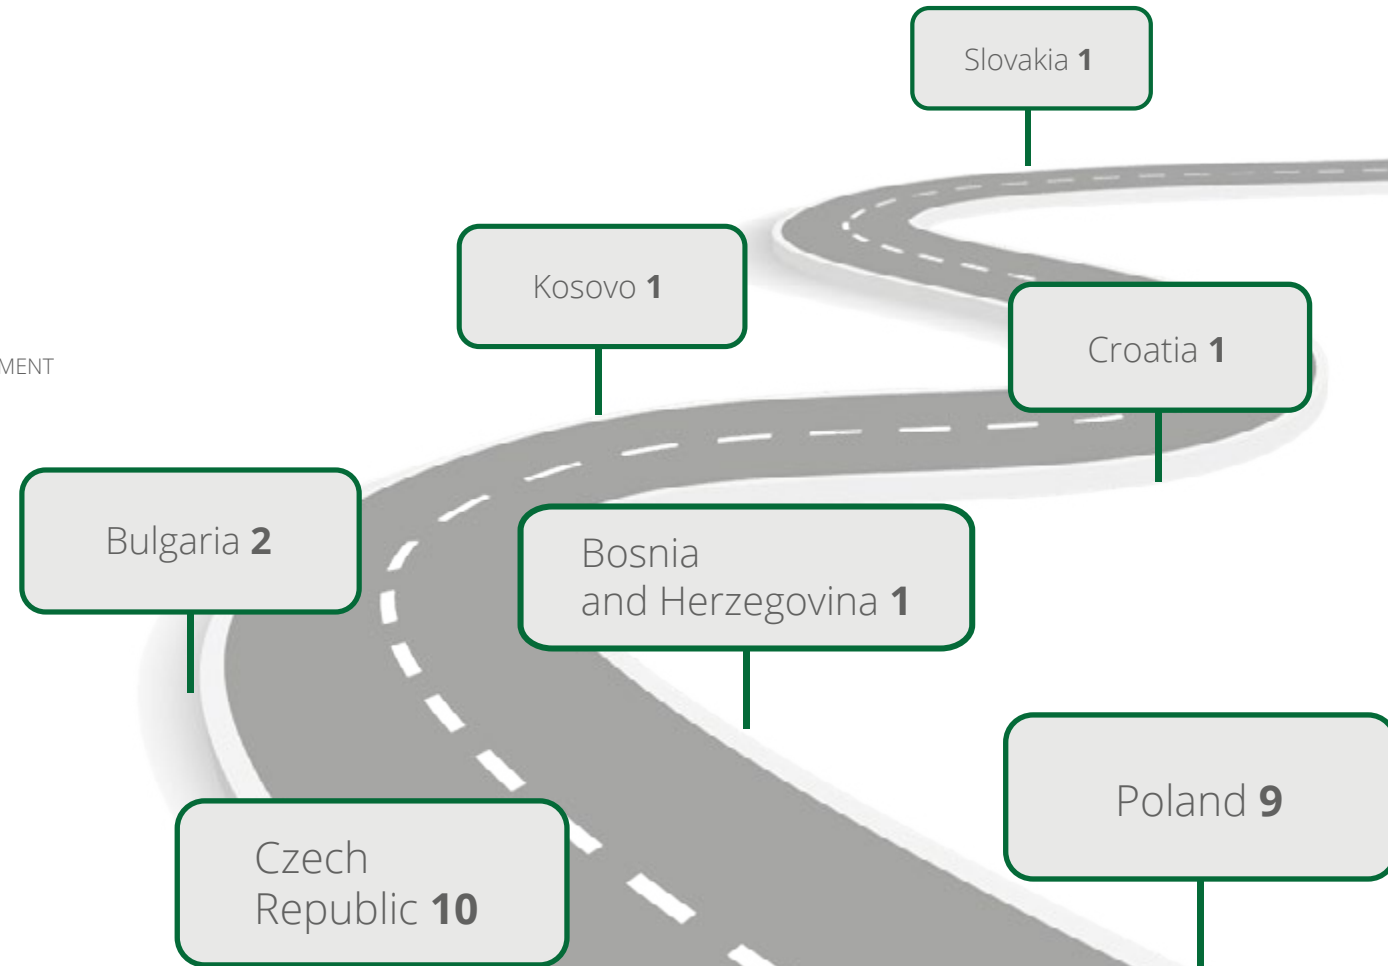 Slovakia 1
Kosovo 1
Croatia 1
MENT
Bulgaria 2
Bosnia
and Herzegovina 1
Poland 9
Czech
Republic 10